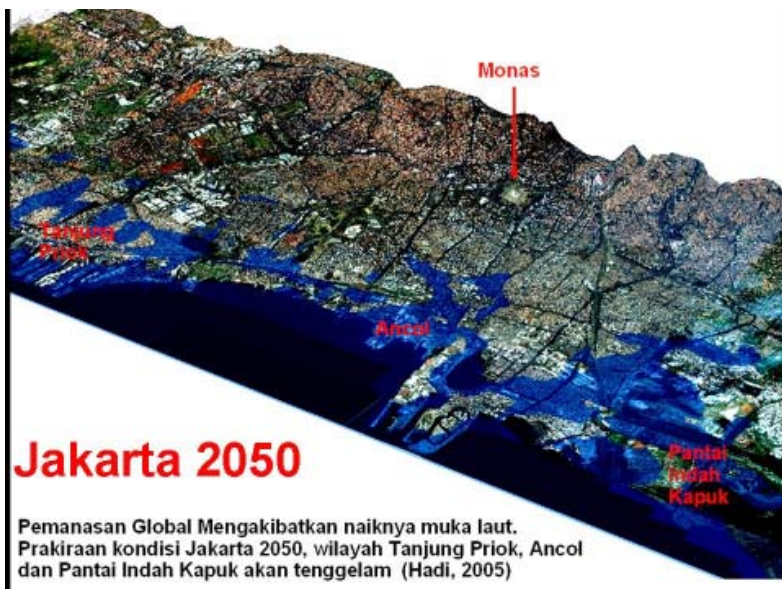 Monas
Tanjung
Priok
Ancol
Pantai
Indah
Kapuk
Jakarta 2050
Pemanasan Global Mengakibatkan naiknya muka laut.
Prakiraan kondisi Jakarta 2050, wilayah Tanjung Priok, Ancol
dan Pantai Indah Kapuk akan tenggelam (Hadi, 2005)